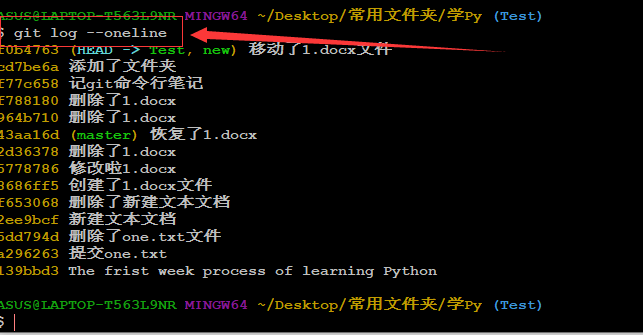 ASUS@LAPTOP-T563L9NR MINGW64 ~/Desktop/常用文件夹/学Py (Test)
$ git log --oneline
f0b4763 (HEAD -> Test, new) 移动了1.docx文件
cd7be6a 添加了文件夹
f77c658 记git命令行笔记
f788180 删除了1.docx
964b710 删除了1.docx
43aa16d (master) 恢复了1.docx
2d36378 删除了1.docx
5778786 修改啦1.docx
8686ff5 创建了1.docx文件
f653068 删除了新建文本文档
2ee9bcf 新建文本文档
5dd794d 删除了one.txt文件
a296263 提交one.txt
139bbd3 The frist week process of learning Python
ASUS@LAPTOP-T563L9NR MINGW64 ~/Desktop/常用文件夹/学Py (Test)
$